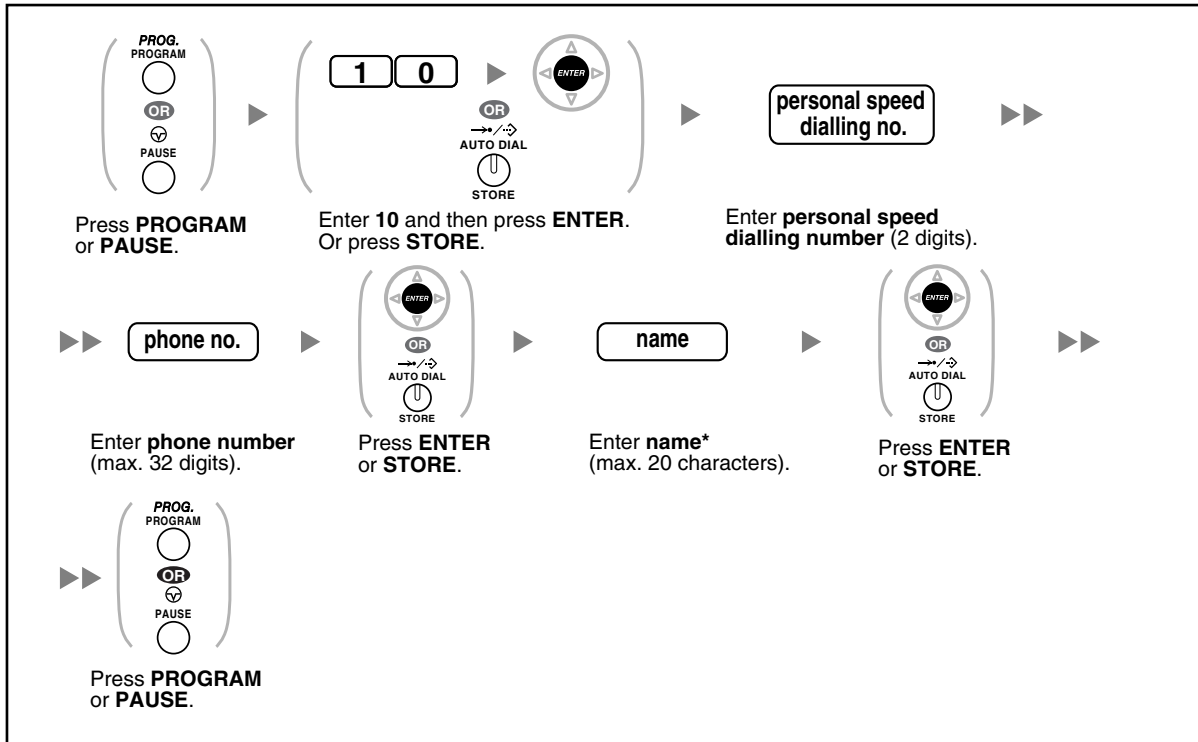 PROG.
PROGRAM
OR
PAUSE
Press PROGRAM
or PAUSE.
1 0
ENTER
OR
AUTO DIAL
STORE
Enter 10 and then press ENTER.
Or press STORE.
personal speed
dialling no.
Enter personal speed
dialling number (2 digits).
phone no.
Enter phone number
(max. 32 digits).
ENTER
OR
AUTO DIAL
STORE
Press ENTER
or STORE.
name
Enter name*
(max. 20 characters).
ENTER
OR
AUTO DIAL
STORE
Press ENTER
or STORE.
PROG.
PROGRAM
OR
PAUSE
Press PROGRAM
or PAUSE.